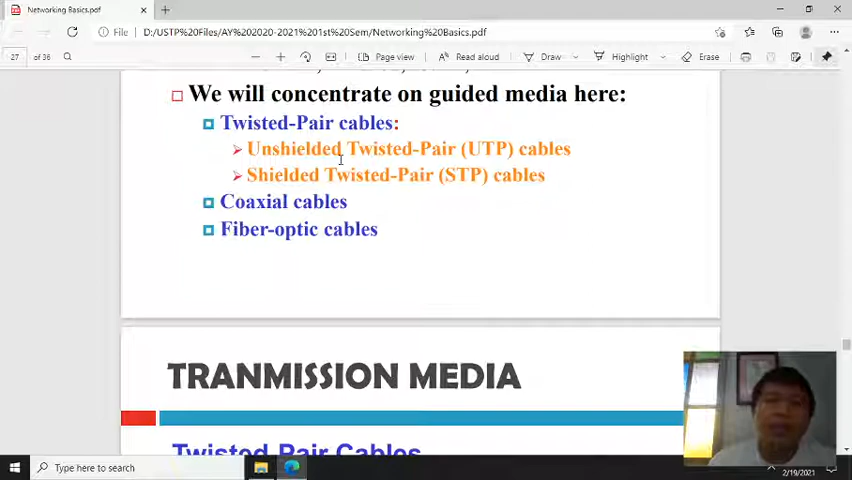 Networking Basics.pdf
File
D:/USTP%20Files/AY%202020-2021%201st%20Sem/Networking%20Basics.pdf
27 of 36
Page view
Read aloud
Draw
Highlight
Erase
We will concentrate on guided media here:
Twisted-Pair cables:
Unshielded Twisted-Pair (UTP) cables
Shielded Twisted-Pair (STP) cables
Coaxial cables
Fiber-optic cables
TRANMISSION MEDIA
Twisted-Pair Cables
Type here to search
2/19/2021